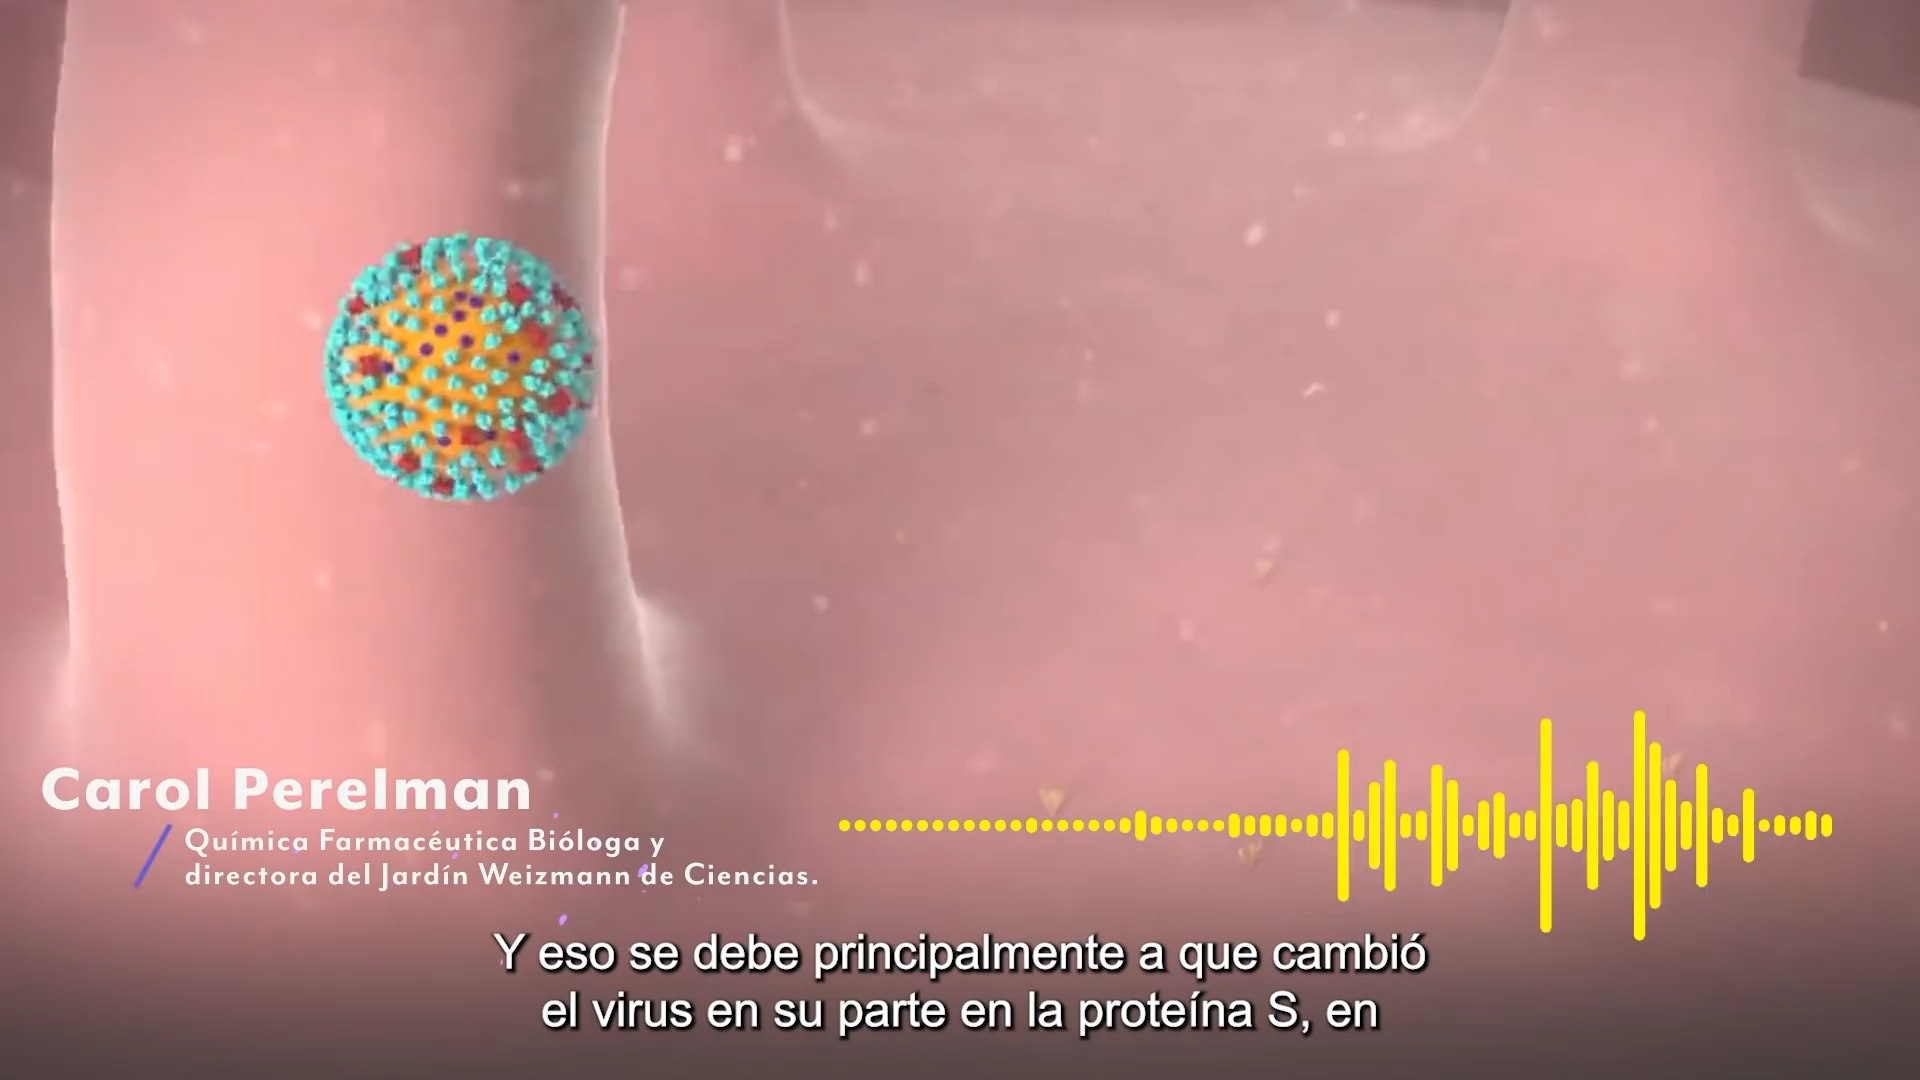 Carol Perelman
Química Farmacéutica Bióloga y
directora del Jardín Weizmann de Ciencias.
Y eso se debe principalmente a que cambió
el virus en su parte en la proteína S, en